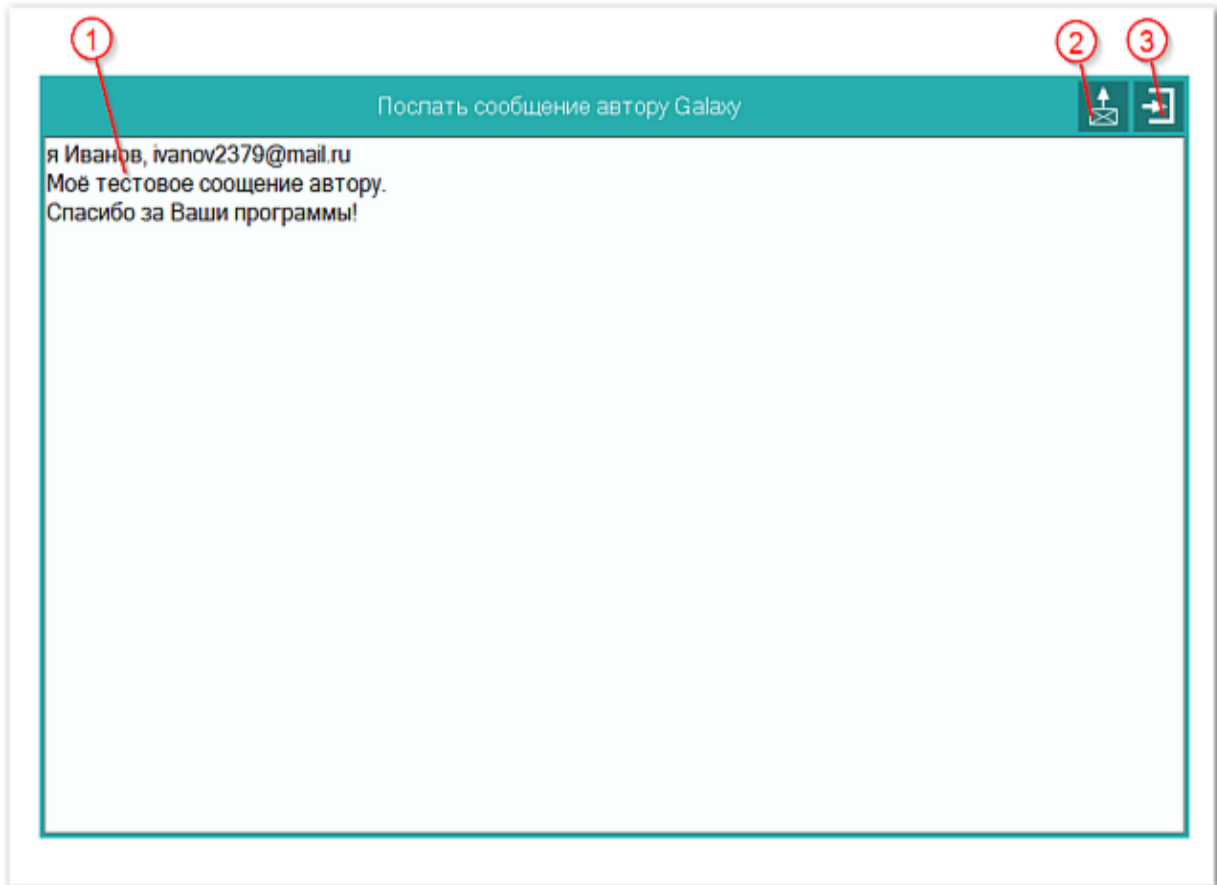 1
2
3
Послать сообщение автору Galaxy
я Иванов, ivanov2379@mail.ru
Моё тестовое соощение автору.
Спасибо за Ваши программы!